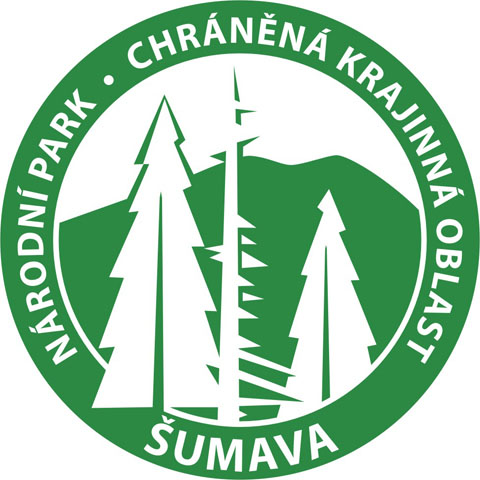 NÁRODNÍ PARK • CHRÁNĚNÁ KRAJINNÁ OBLAST
ŠUMAVA